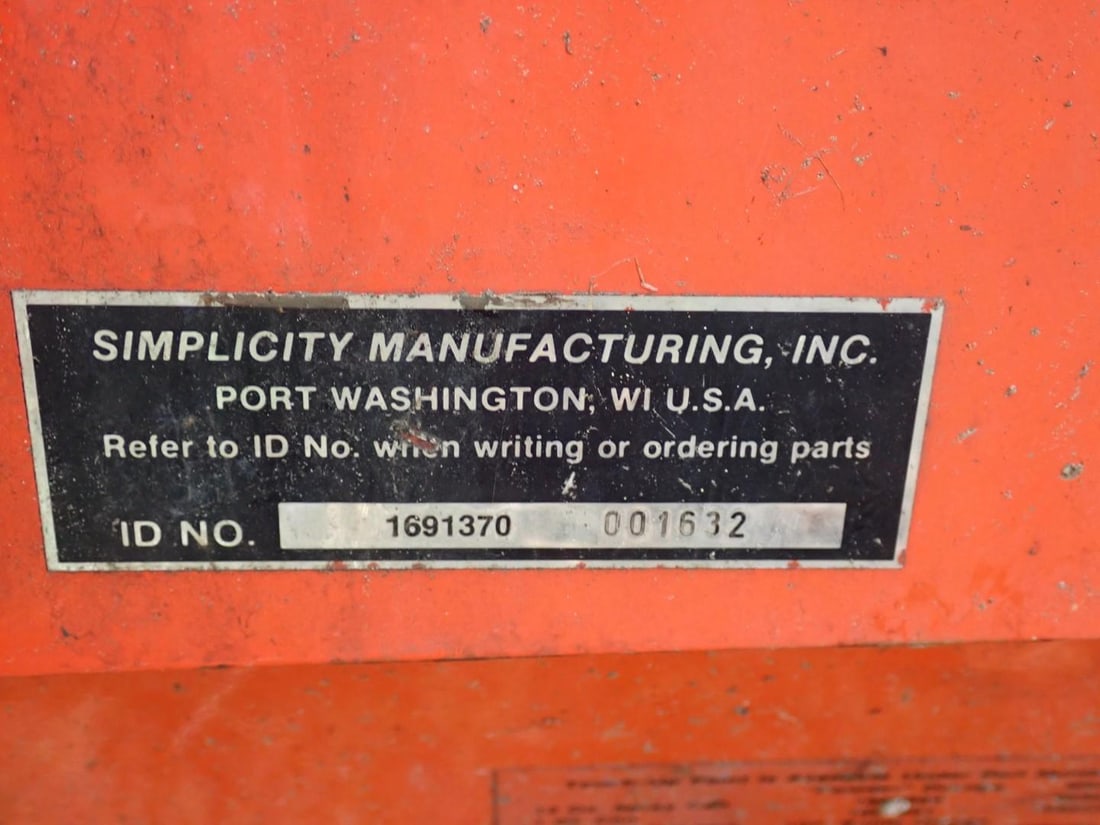 SIMPLICITY MANUFACTURING, INC.
PORT WASHINGTON, WI U.S.A.
Refer to ID No. when writing or ordering parts
ID NO. 1691370 001632